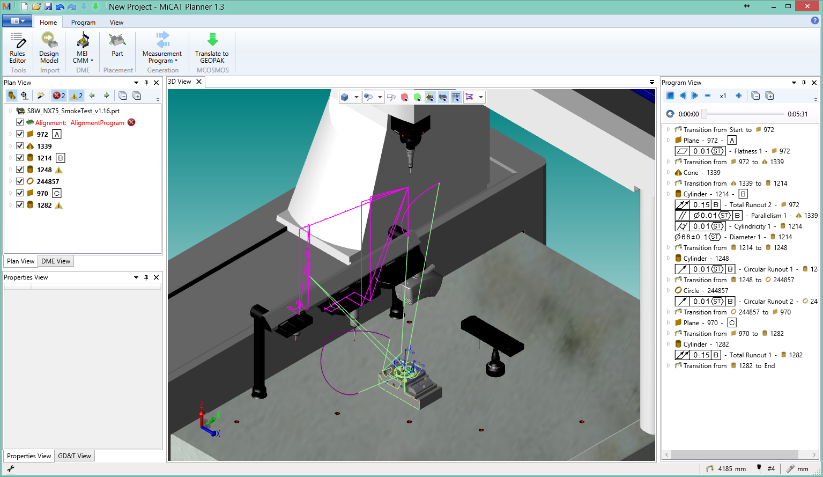 New Project - MiCAT Planner 1.3
Home Program View
Rules Editor
Design Model
MEI CMM
Part
Measurement Program
Translate to GEOPAK
Tools Import DME Placement Generation MCOSMOS
Plan View
3D View
Program View
2 2
x1
SBW_NX75_SmokeTest_v1.16.prt
Alignment: AlignmentProgram
972 A
1339
1214 D
1248
244857
970 C
1282
Plan View DME View
Properties View
Properties View GD&T View
0:00:00 0:05:31
Transition from Start to 972
Plane - 972 - A
0.01 ST - Flatness 1 - 972
Transition from 972 to 1339
Cone - 1339
Transition from 1339 to 1214
Cylinder - 1214 -
0.15 B - Total Runout 2 - 972
Ø0.01 ST B - Parallelism 1 - 1339
0.01 ST - Cylindricity 1 - 1214
Ø68±0.1 ST - Diameter 1 - 1214
Transition from 1214 to 1248
Cylinder - 1248
0.01 ST B - Circular Runout 1 - 12
Transition from 1248 to 244857
Circle - 244857
0.01 ST B - Circular Runout 2 - 24
Transition from 244857 to 970
Plane - 970 - C
Transition from 970 to 1282
Cylinder - 1282
0.15 B - Total Runout 1 - 1282
Transition from 1282 to End
4185 mm #4 mm